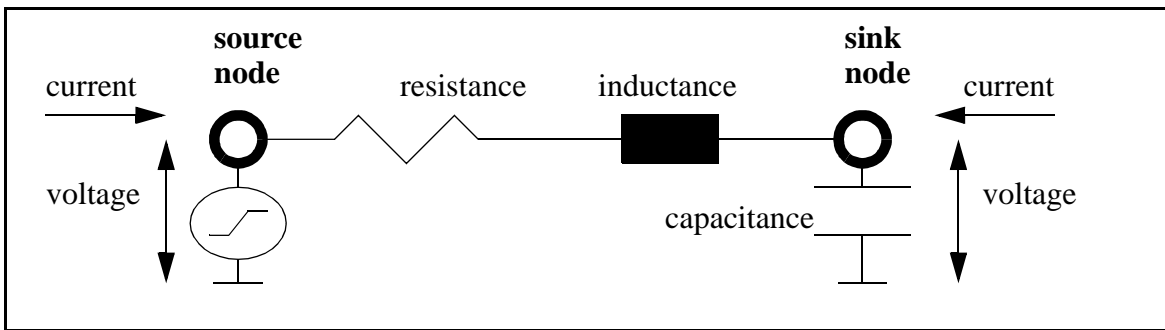 source
node
sink
node
current
resistance
inductance
current
voltage
capacitance
voltage